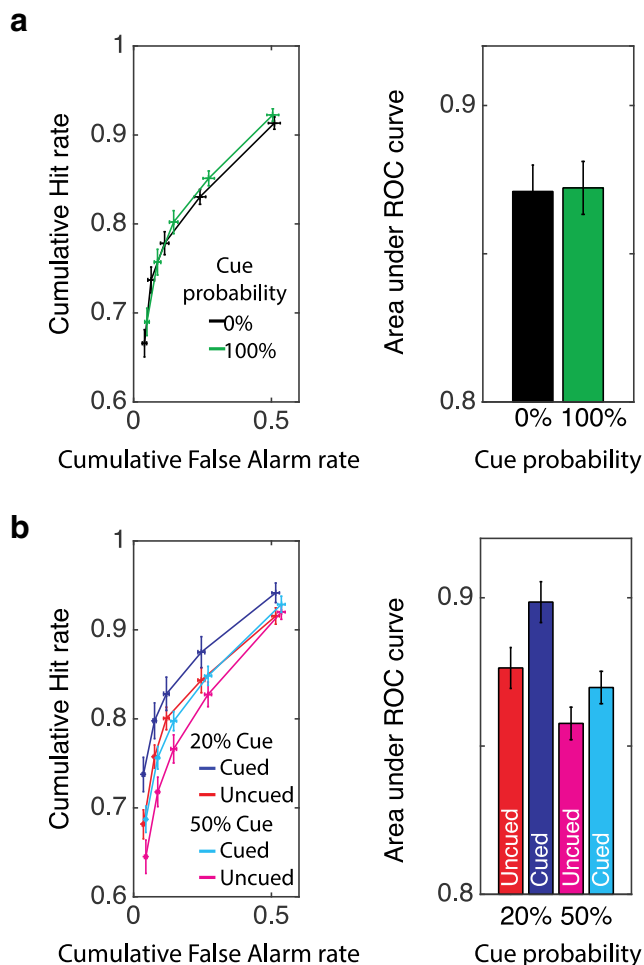 a
1
0.9
0.8
0.7
0.6
Cumulative Hit rate
Cue
probability
0%
100%
0
0.5
Cumulative False Alarm rate
0.9
0.8
Area under ROC curve
0% 100%
Cue probability
b
1
0.9
0.8
0.7
0.6
Cumulative Hit rate
20% Cue
Cued
Uncued
50% Cue
Cued
Uncued
0
0.5
Cumulative False Alarm rate
0.9
0.8
Area under ROC curve
Uncued
Cued
Uncued
Cued
20% 50%
Cue probability